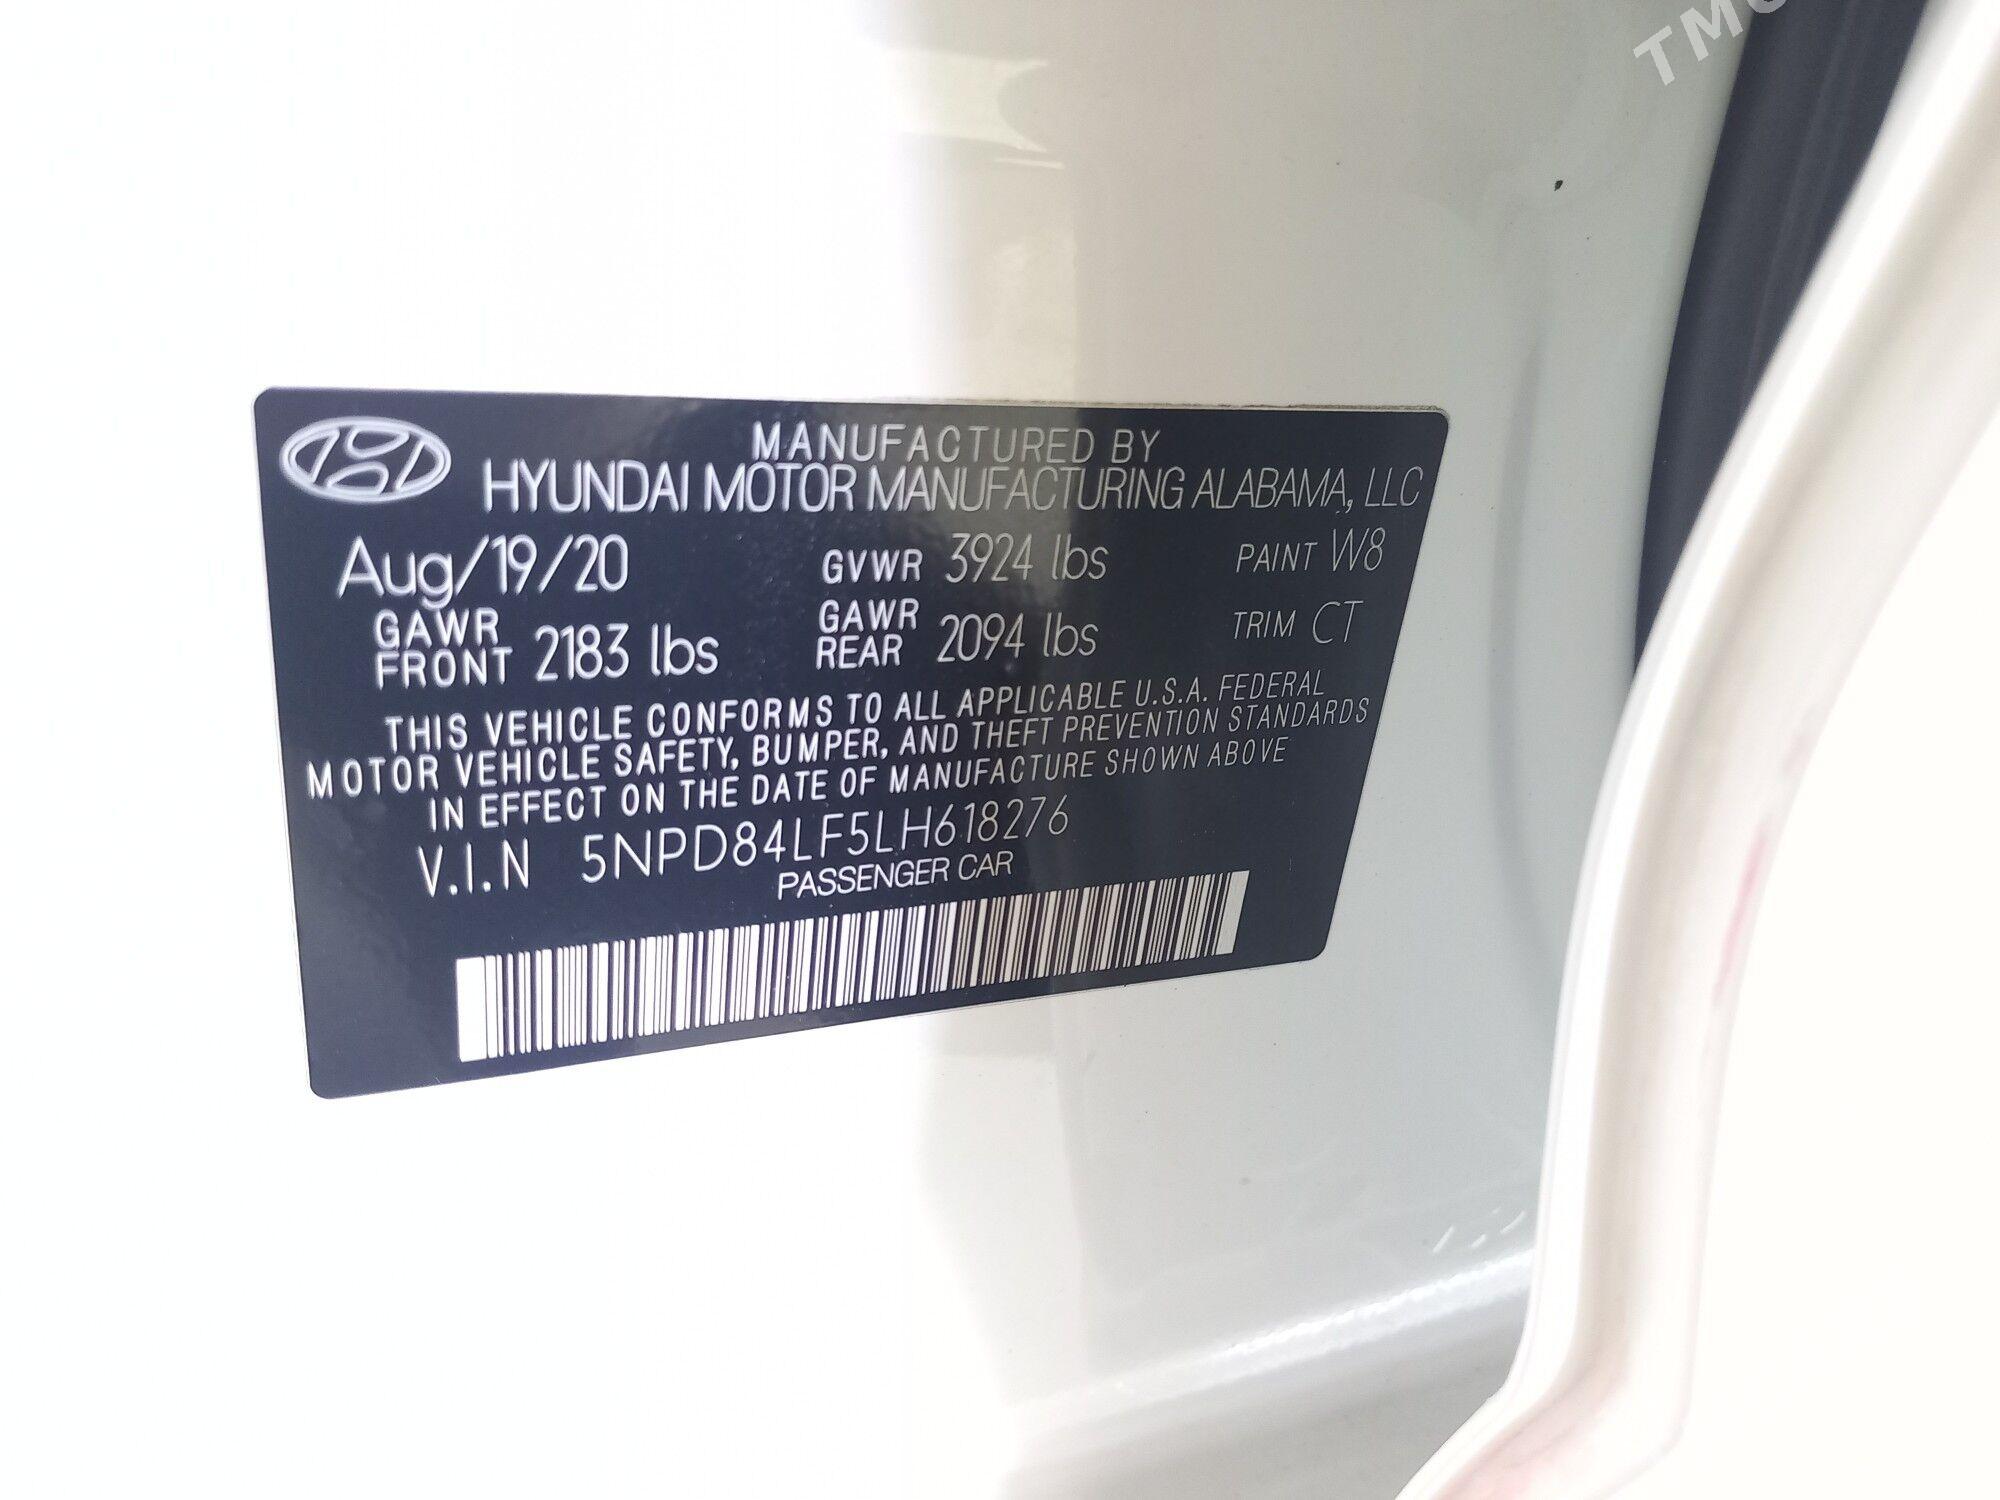 TMC
MANUFACTURED BY
HYUNDAI MOTOR MANUFACTURING ALABAMA, LLC
Aug/19/20 GVWR 3924 lbs PAINT W8
GAWR FRONT 2183 lbs GAWR REAR 2094 lbs TRIM CT
THIS VEHICLE CONFORMS TO ALL APPLICABLE U.S.A. FEDERAL
MOTOR VEHICLE SAFETY, BUMPER, AND THEFT PREVENTION STANDARDS
IN EFFECT ON THE DATE OF MANUFACTURE SHOWN ABOVE
V.I.N 5NPD84LF5LH618276
PASSENGER CAR